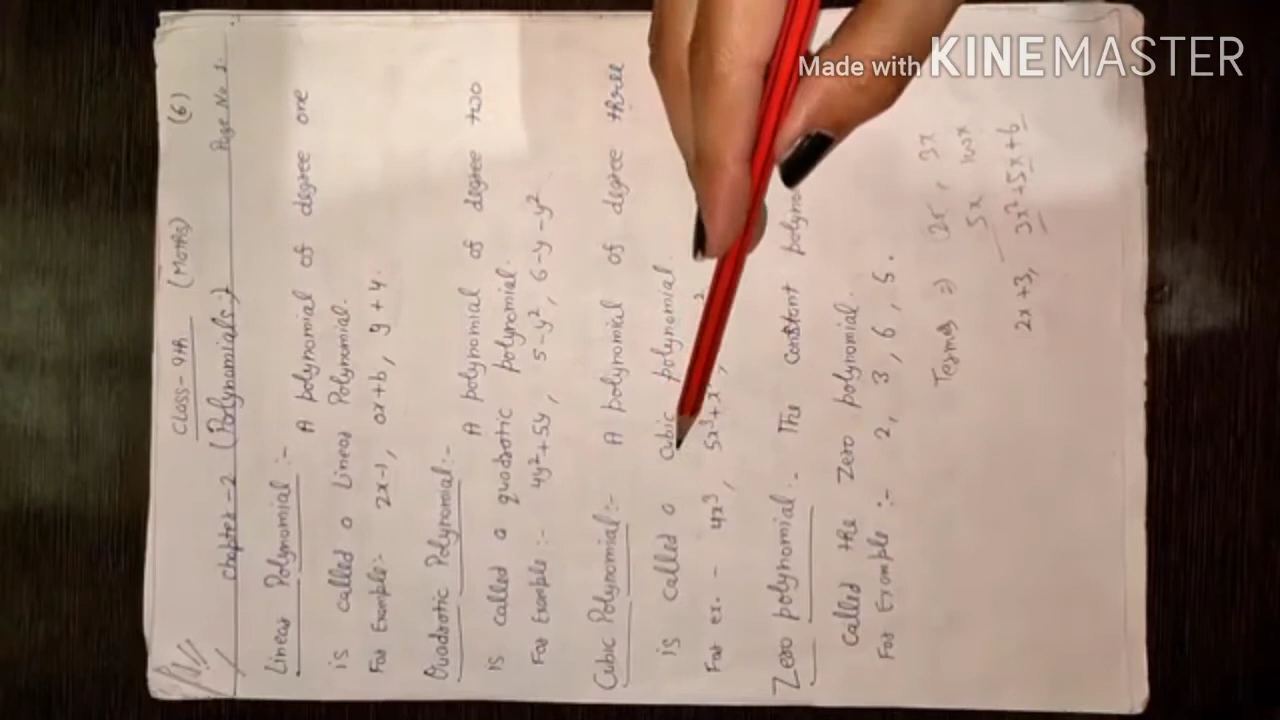 Made with KINEMASTER
CLASS-9th (Maths) (6)
Chapter-2 (Polynomials) Page No 2.
Linear Polynomial :-
A polynomial of degree one
is called a Linear Polynomial.
For Example:- 2x-1, ax+b, y+4.
Quadratic Polynomial:-
A polynomial of degree two
is called a quadratic polynomial.
For Example :- 4y²+5y, 5-y², 6-y-y²
Cubic Polynomial:- A polynomial of degree three
is called a cubic polynomial
For ex. - 4x³, 5x³+x²,
Zero polynomial:- The constant
called the zero polynomial.
For Example :- 2, 3, 6, 5.
Terms ⇒ 3x
5x 100x
2x+3, 3x²+5x+6